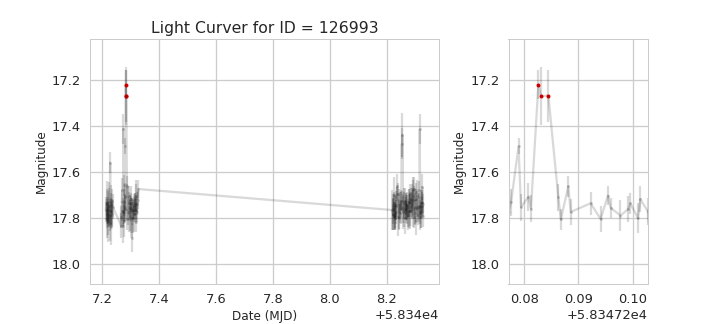 Light Curver for ID = 126993
Magnitude
17.2
17.4
17.6
17.8
18.0
7.2 7.4 7.6 7.8 8.0 8.2
Date (MJD)
+5.834e4
Magnitude
17.2
17.4
17.6
17.8
18.0
0.08 0.09 0.10
+5.83472e4